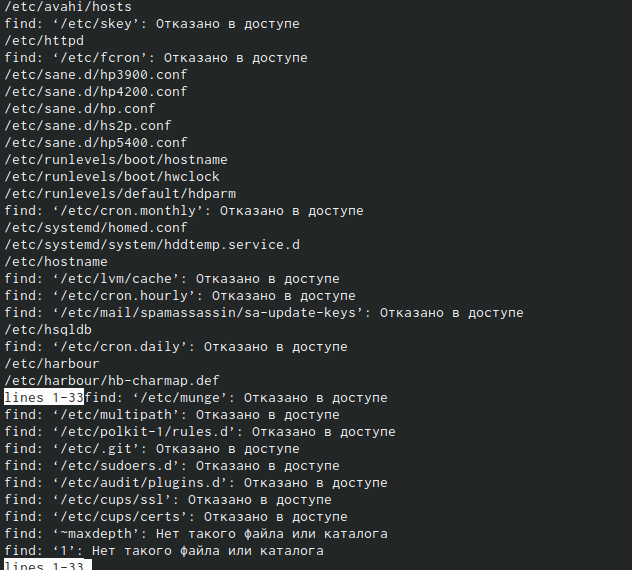 /etc/avahi/hosts
find: ‘/etc/skey’: Отказано в доступе
/etc/httpd
find: ‘/etc/fcron’: Отказано в доступе
/etc/sane.d/hp3900.conf
/etc/sane.d/hp4200.conf
/etc/sane.d/hp.conf
/etc/sane.d/hs2p.conf
/etc/sane.d/hp5400.conf
/etc/runlevels/boot/hostname
/etc/runlevels/boot/hwclock
/etc/runlevels/default/hdparm
find: ‘/etc/cron.monthly’: Отказано в доступе
/etc/systemd/homed.conf
/etc/systemd/system/hddtemp.service.d
/etc/hostname
find: ‘/etc/lvm/cache’: Отказано в доступе
find: ‘/etc/cron.hourly’: Отказано в доступе
find: ‘/etc/mail/spamassassin/sa-update-keys’: Отказано в доступе
/etc/hsqldb
find: ‘/etc/cron.daily’: Отказано в доступе
/etc/harbour
/etc/harbour/hb-charmap.def
lines 1-33find: ‘/etc/munge’: Отказано в доступе
find: ‘/etc/multipath’: Отказано в доступе
find: ‘/etc/polkit-1/rules.d’: Отказано в доступе
find: ‘/etc/.git’: Отказано в доступе
find: ‘/etc/sudoers.d’: Отказано в доступе
find: ‘/etc/audit/plugins.d’: Отказано в доступе
find: ‘/etc/cups/ssl’: Отказано в доступе
find: ‘/etc/cups/certs’: Отказано в доступе
find: ‘~maxdepth’: Нет такого файла или каталога
find: ‘1’: Нет такого файла или каталога
lines 1-33